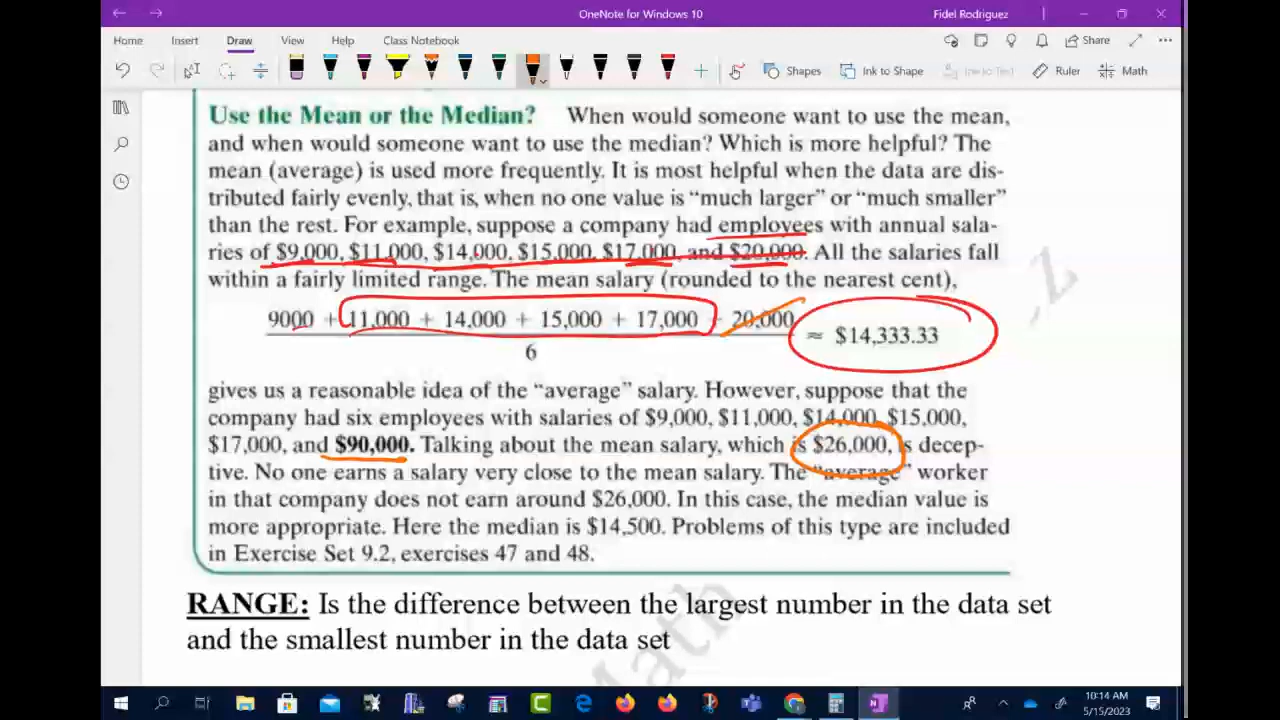 OneNote for Windows 10
Fidel Rodriguez
Home Insert Draw View Help Class Notebook Share
Shapes Ink to Shape Ink to Text Ruler Math
Use the Mean or the Median? When would someone want to use the mean,
and when would someone want to use the median? Which is more helpful? The
mean (average) is used more frequently. It is most helpful when the data are dis-
tributed fairly evenly, that is, when no one value is “much larger” or “much smaller”
than the rest. For example, suppose a company had employees with annual sala-
ries of $9,000, $11,000, $14,000, $15,000, $17,000, and $20,000. All the salaries fall
within a fairly limited range. The mean salary (rounded to the nearest cent),
9000 + 11,000 + 14,000 + 15,000 + 17,000 + 20,000
≈ $14,333.33
6
gives us a reasonable idea of the “average” salary. However, suppose that the
company had six employees with salaries of $9,000, $11,000, $14,000, $15,000,
$17,000, and $90,000. Talking about the mean salary, which is $26,000, is decep-
tive. No one earns a salary very close to the mean salary. The “average” worker
in that company does not earn around $26,000. In this case, the median value is
more appropriate. Here the median is $14,500. Problems of this type are included
in Exercise Set 9.2, exercises 47 and 48.
RANGE: Is the difference between the largest number in the data set
and the smallest number in the data set
Math
10:14 AM
5/15/2023